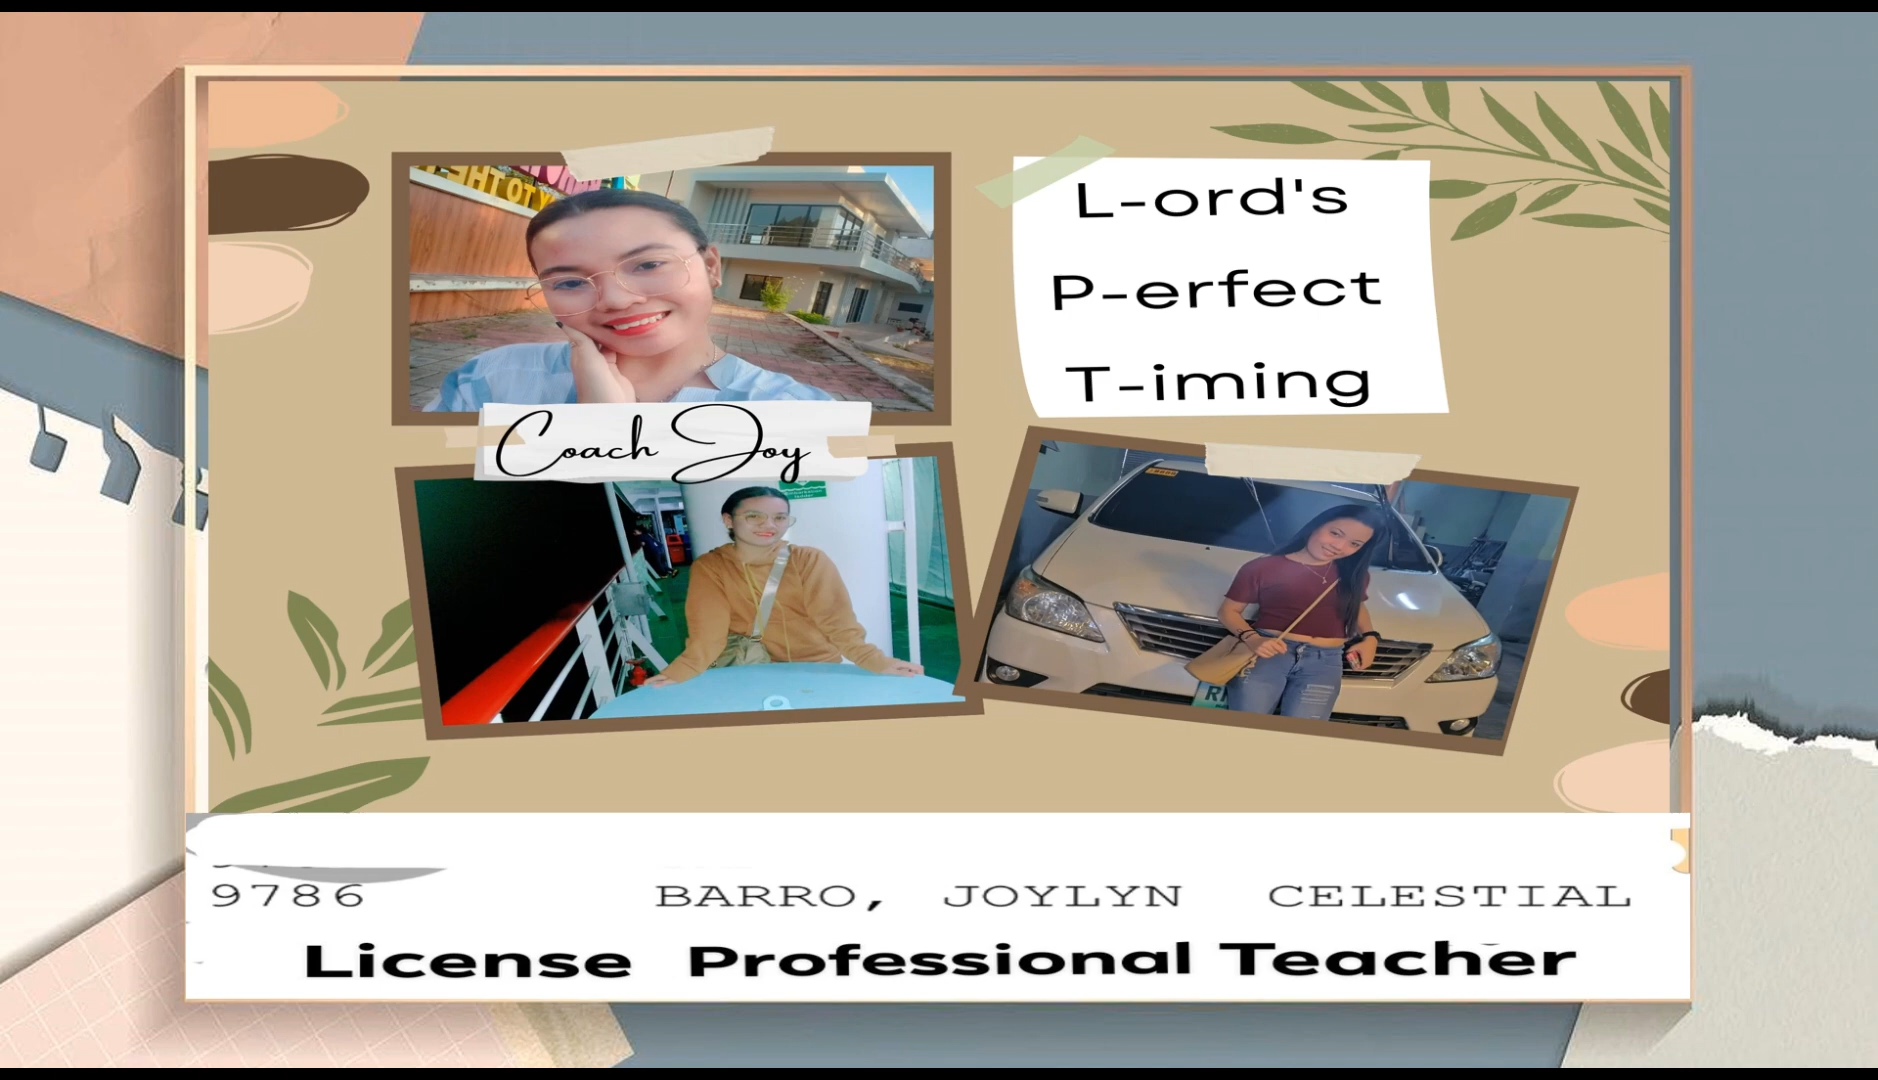 L-ord's
P-erfect
T-iming
Coach Joy
9786 BARRO, JOYLYN CELESTIAL
License Professional Teacher